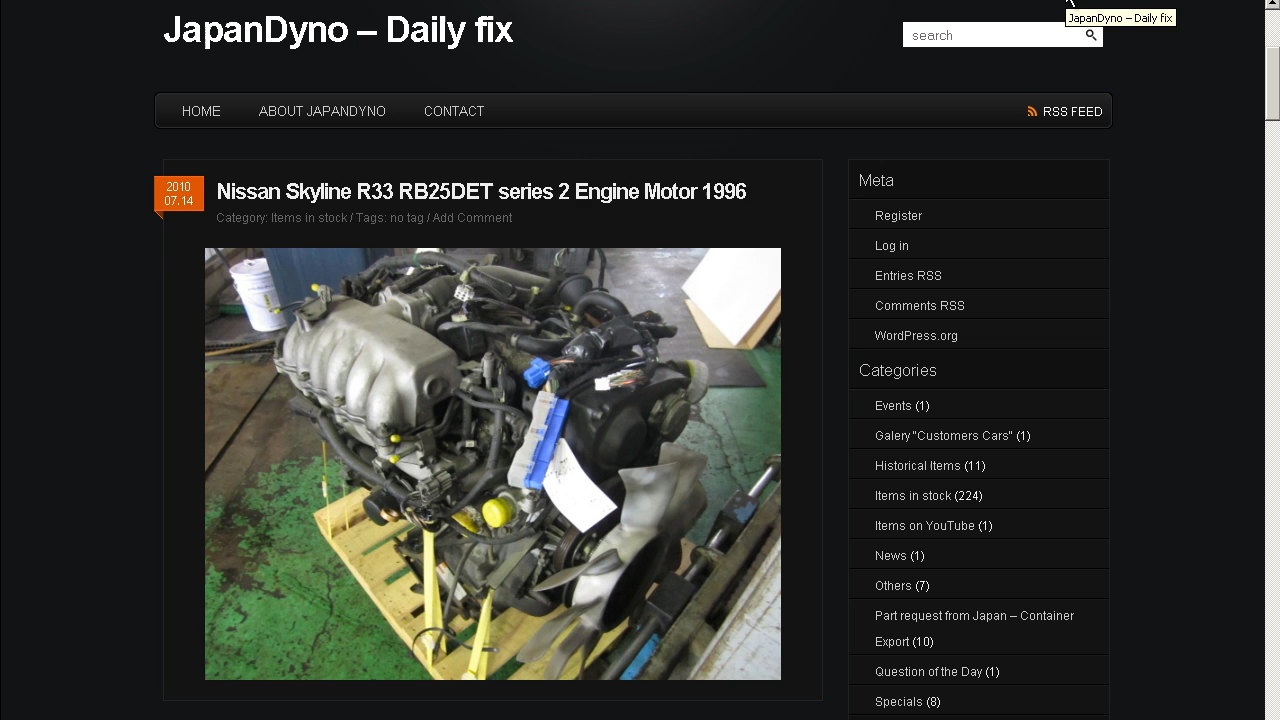 JapanDyno – Daily fix
JapanDyno – Daily fix
search
HOME
ABOUT JAPANDYNO
CONTACT
RSS FEED
2010
07.14
Nissan Skyline R33 RB25DET series 2 Engine Motor 1996
Category: Items in stock / Tags: no tag / Add Comment
Meta
Register
Log in
Entries RSS
Comments RSS
WordPress.org
Categories
Events (1)
Galery"Customers Cars" (1)
Historical Items (11)
Items in stock (224)
Items on YouTube (1)
News (1)
Others (7)
Part request from Japan – Container
Export (10)
Question of the Day (1)
Specials (8)